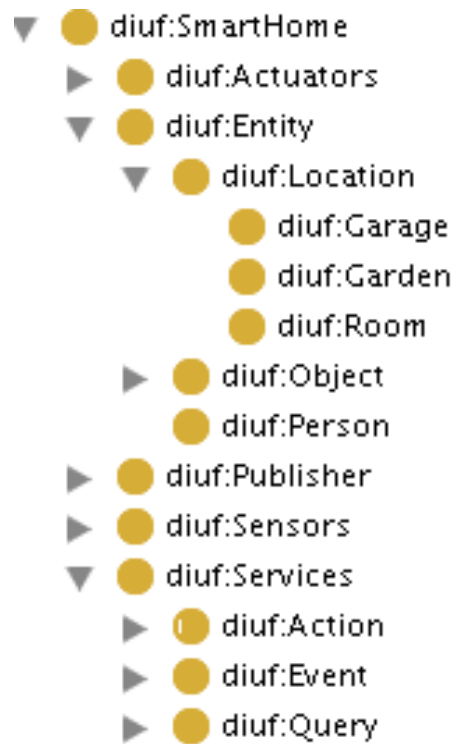 diuf:SmartHome
diuf:Actuators
diuf:Entity
diuf:Location
diuf:Garage
diuf:Garden
diuf:Room
diuf:Object
diuf:Person
diuf:Publisher
diuf:Sensors
diuf:Services
diuf:Action
diuf:Event
diuf:Query